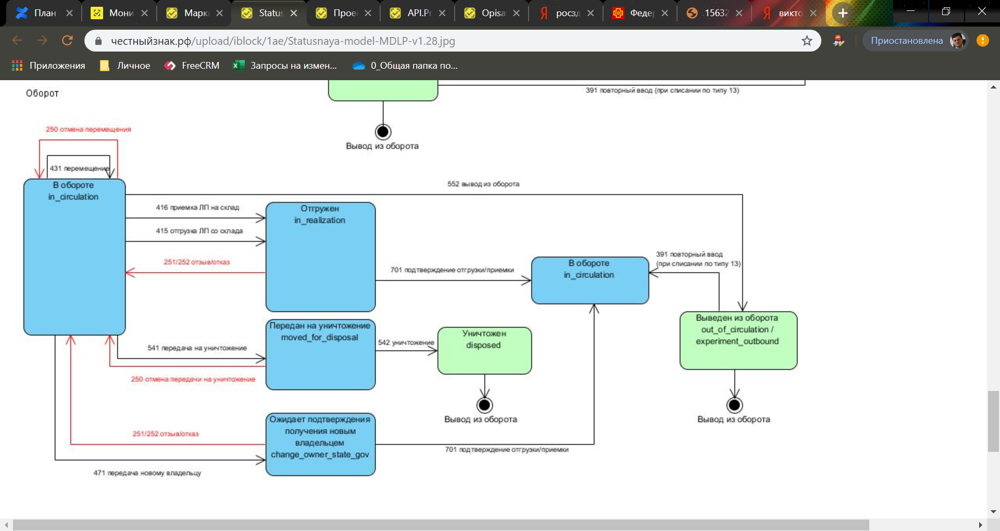 План
Мони
Марк
Status
Прое
API.Pr
Opisa
росзд
Феде
15632
викто
честныйзнак.рф/upload/iblock/1ae/Statusnaya-model-MDLP-v1.28.jpg
Приостановлена
Приложения
Личное
FreeCRM
Запросы на измен...
0_Общая папка по...
Оборот
391 повторный ввод (при списании по типу 13)
Вывод из оборота
250 отмена перемещения
431 перемещение
В обороте
in_circulation
552 вывод из оборота
416 приемка ЛП на склад
415 отгрузка ЛП со склада
251/252 отзыв/отказ
Отгружен
in_realization
701 подтверждение отгрузки/приемки
В обороте
in_circulation
391 повторный ввод
(при списании по типу 13)
Выведен из оборота
out_of_circulation /
experiment_outbound
Вывод из оборота
541 передача на уничтожение
250 отмена передачи на уничтожение
Передан на уничтожение
moved_for_disposal
542 уничтожение
Уничтожен
disposed
Вывод из оборота
251/252 отзыв/отказ
471 передача новому владельцу
Ожидает подтверждения
получения новым
владельцем
change_owner_state_gov
701 подтверждение отгрузки/приемки